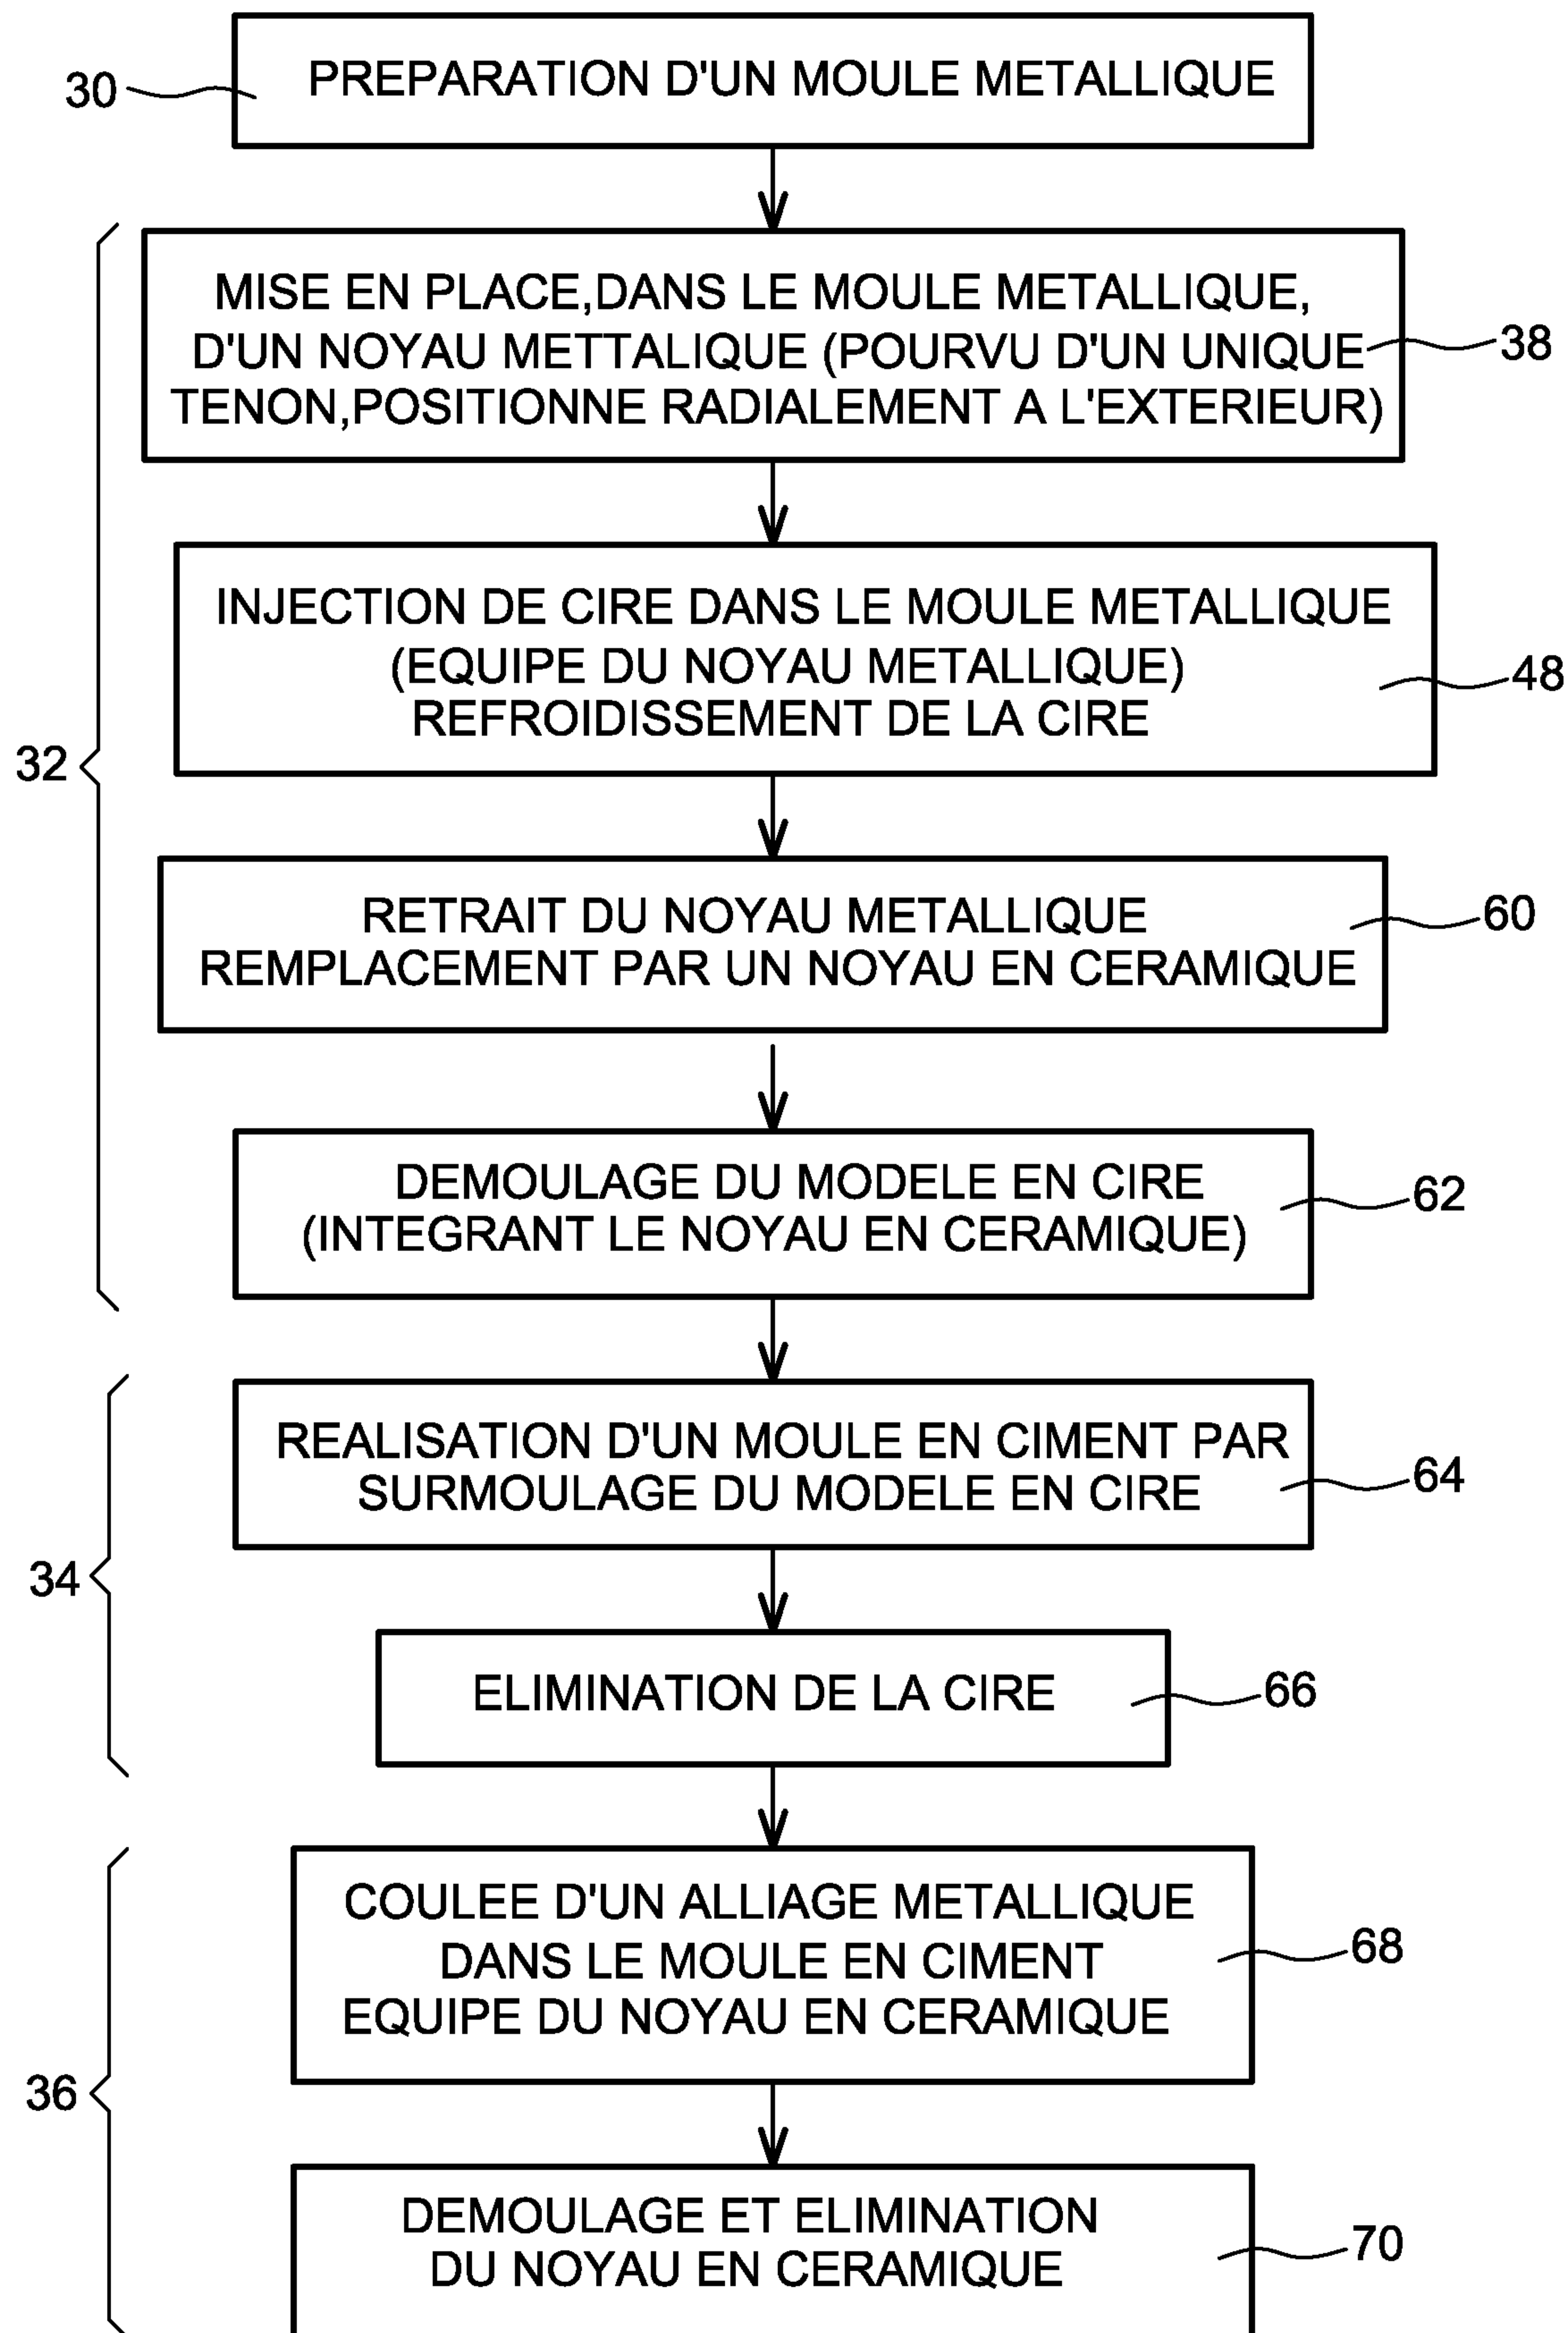 30
PREPARATION D'UN MOULE METALLIQUE
MISE EN PLACE,DANS LE MOULE METALLIQUE,
D'UN NOYAU METTALIQUE (POURVU D'UN UNIQUE
TENON,POSITIONNE RADIALEMENT A L'EXTERIEUR)
38
32
INJECTION DE CIRE DANS LE MOULE METALLIQUE
(EQUIPE DU NOYAU METALLIQUE)
REFROIDISSEMENT DE LA CIRE
48
RETRAIT DU NOYAU METALLIQUE
REMPLACEMENT PAR UN NOYAU EN CERAMIQUE
60
DEMOULAGE DU MODELE EN CIRE
(INTEGRANT LE NOYAU EN CERAMIQUE)
62
34
REALISATION D'UN MOULE EN CIMENT PAR
SURMOULAGE DU MODELE EN CIRE
64
ELIMINATION DE LA CIRE
66
36
COULEE D'UN ALLIAGE METALLIQUE
DANS LE MOULE EN CIMENT
EQUIPE DU NOYAU EN CERAMIQUE
68
DEMOULAGE ET ELIMINATION
DU NOYAU EN CERAMIQUE
70